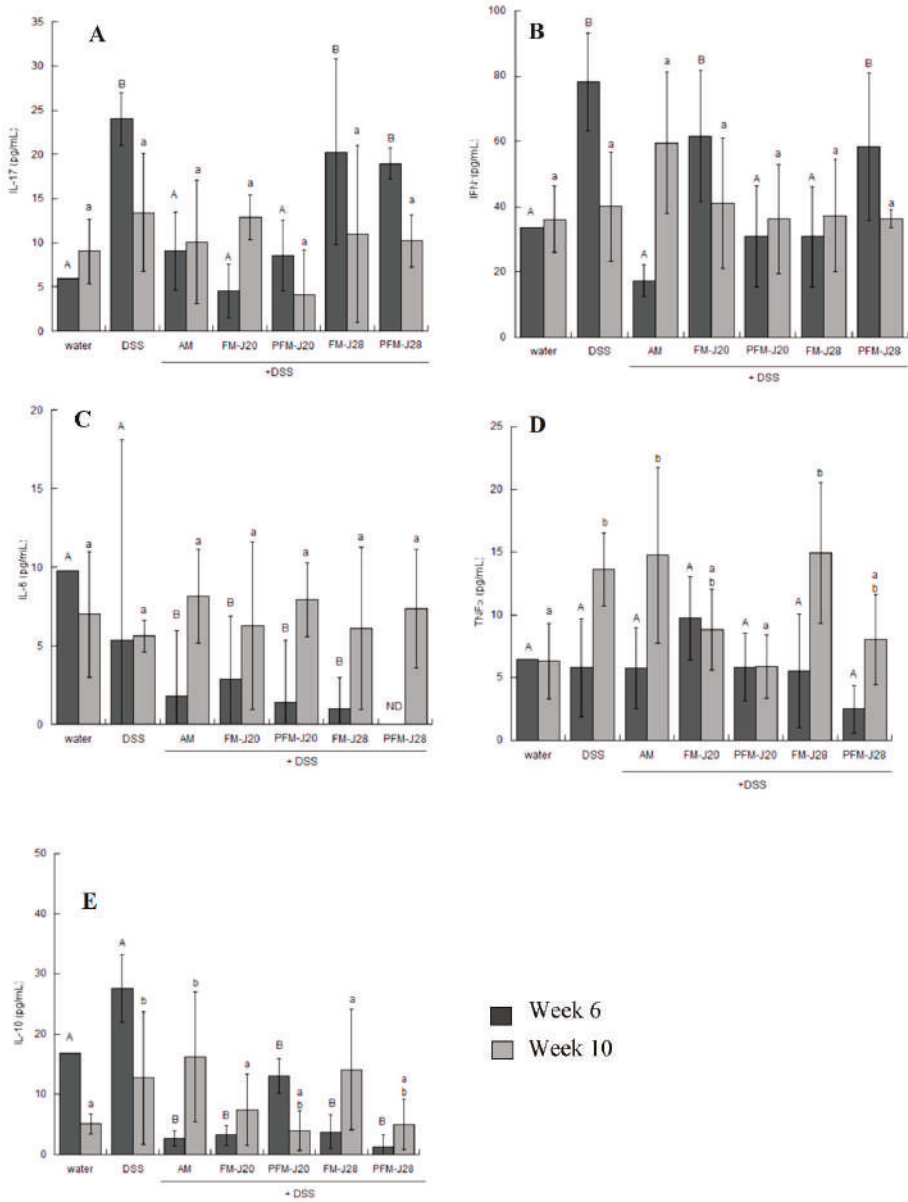 A
35
30
25
20
15
10
5
0
IL-17 (pg/mL;
A
a
B
a
A
a
A
a
A
a
B
a
B
a
water DSS AM FM-J20 PFM-J20 FM-J28 PFM-J28
+DSS
B
100
80
60
40
20
0
A
a
B
a
A
a
B
a
A
a
A
a
B
a
water DSS AM FM-J20 PFM-J20 FM-J28 PFM-J28
+ DSS
C
20
15
10
5
0
(pg/mL;
A
a
A
a
B
a
B
a
B
a
B
a
ND
a
water DSS AM FM-J20 PFM-J20 FM-J28 PFM-J28
+ DSS
D
25
20
15
10
5
0
TNFα (pg/mL;
A
a
A
b
A
b
A
a
b
A
a
A
b
A
a
b
water DSS AM FM-J20 PFM-J20 FM-J28 PFM-J28
+DSS
E
50
40
30
20
10
0
IL-10 (pg/mL;
A
a
A
b
B
b
B
a
B
a
b
B
a
B
a
b
water DSS AM FM-J20 PFM-J20 FM-J28 PFM-J28
+ DSS
Week 6
Week 10